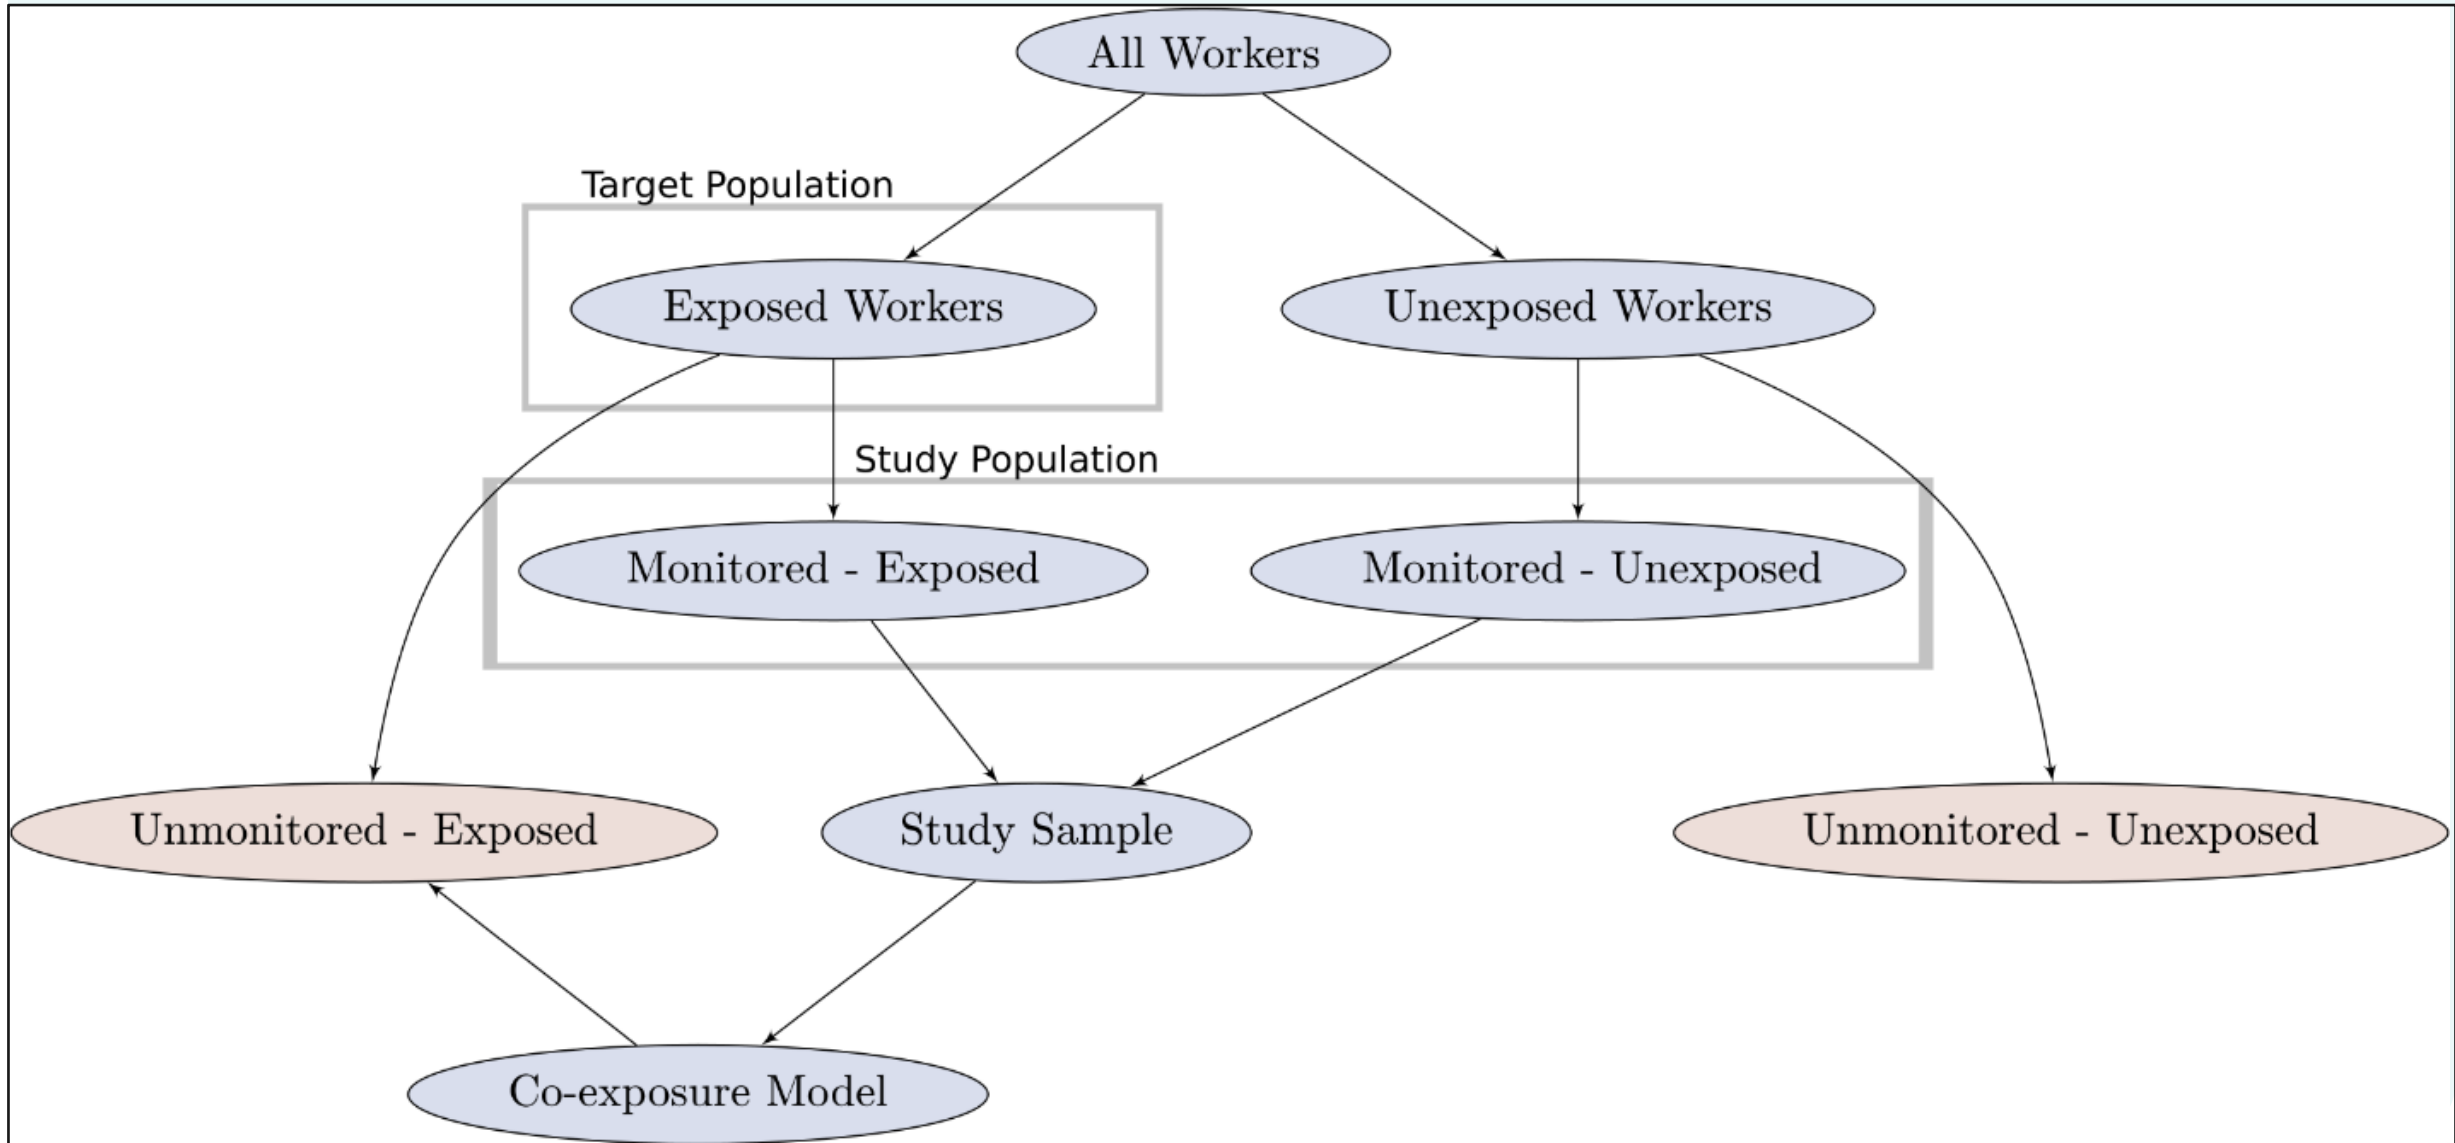 All Workers
Target Population
Exposed Workers
Unexposed Workers
Study Population
Monitored - Exposed
Monitored - Unexposed
Unmonitored - Exposed
Study Sample
Unmonitored - Unexposed
Co-exposure Model